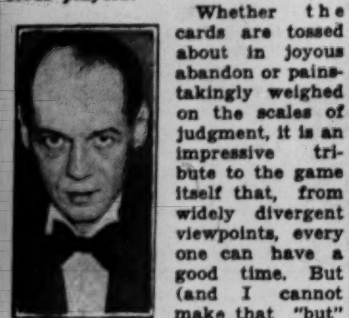 Whether the
cards are tossed
about in joyous
abandon or pains-
takingly weighed
on the scales of
judgment, it is an
impressive tri-
bute to the game
itself that, from
widely divergent
viewpoints, every
one can have a
good time. But
(and I cannot
make that "but"